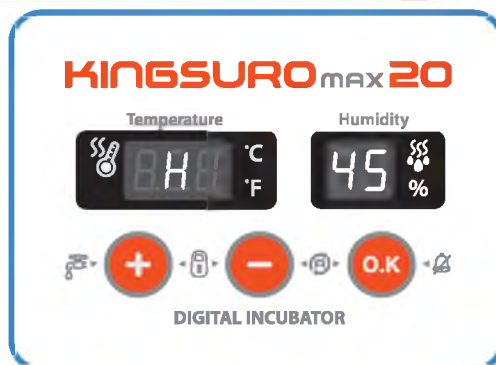 KINGSURO MAX 20
Temperature Humidity
H °C °F 45 %
+ - O.K
DIGITAL INCUBATOR